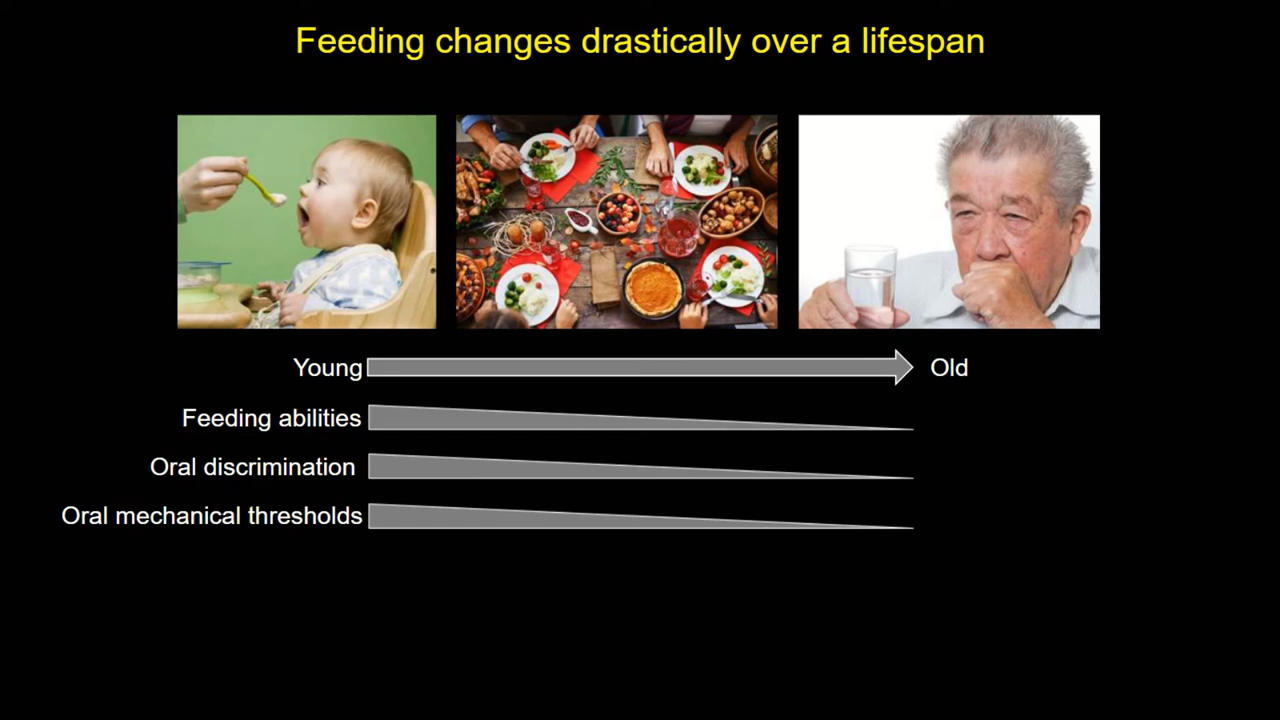 Feeding changes drastically over a lifespan
Young
Old
Feeding abilities
Oral discrimination
Oral mechanical thresholds